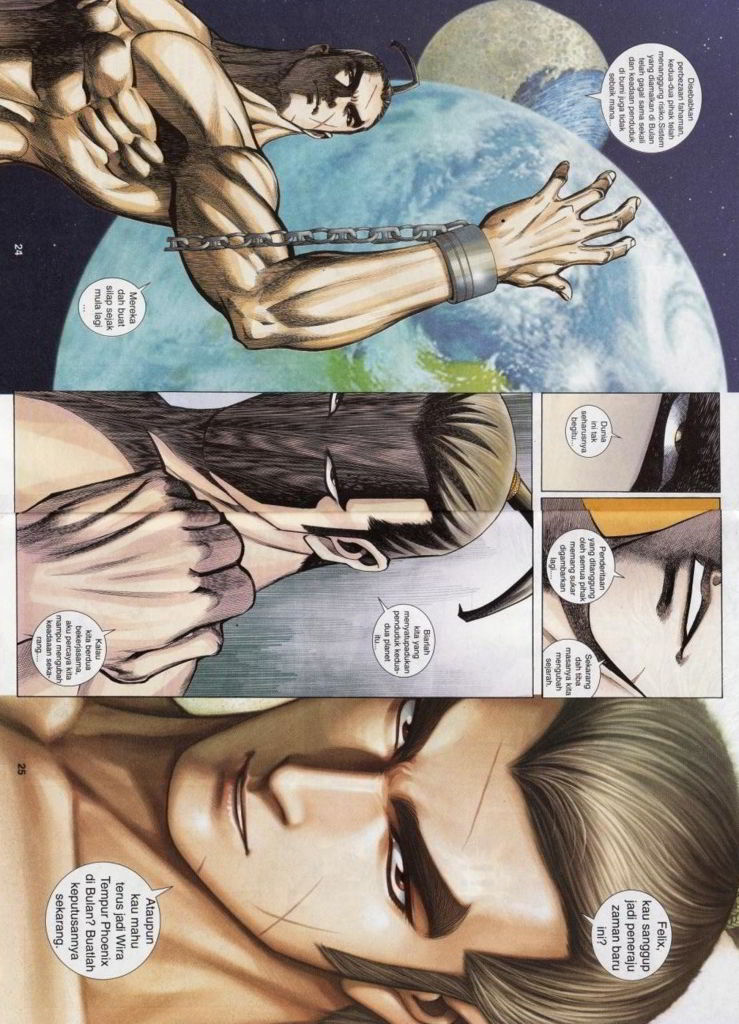 Disebabkan
perbezaan fahaman,
kedua-dua pihak telah
menanggung risiko. Sistem
yang diamalkan di Bulan
telah gagal sama sekali
dan keadaan penduduk
di bumi juga tidak
sebaik mana...
Mereka
dah buat
silap sejak
mula lagi
...
24
Dunia
ini tak
seharusnya
begitu...
Penderitaan
yang ditanggung
oleh semua pihak
memang sukar
digambarkan
lagi....
Sekarang
dah tiba
masanya kita
mengubah
sejarah.
Biarlah
kita yang
menyatupadukan
penduduk kedua-
dua planet
itu...
Kalau
kita berdua
bekerjasama,
aku percaya kita
mampu mengubah
keadaaan seka-
rang....
Felix,
kau sanggup
jadi peneraju
zaman baru
ini?
Ataupun
kau mahu
terus jadi Wira
Tempur Phoenix
di Bulan? Buatlah
keputusannya
sekarang.
25